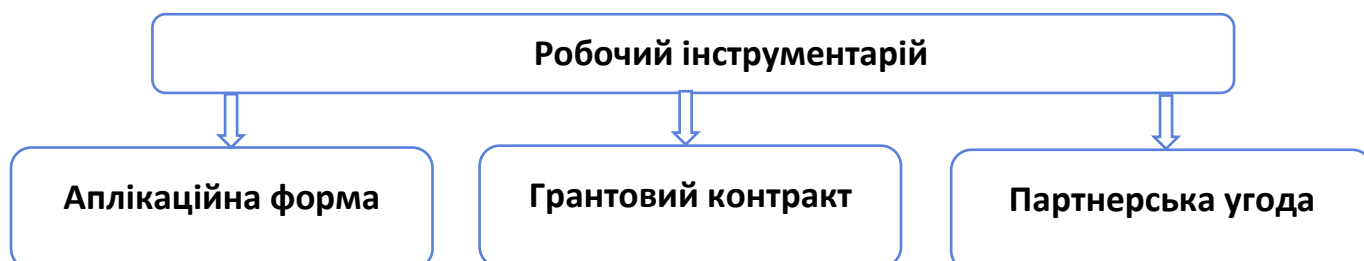 Робочий інструментарій
Аплікаційна форма
Грантовий контракт
Партнерська угода